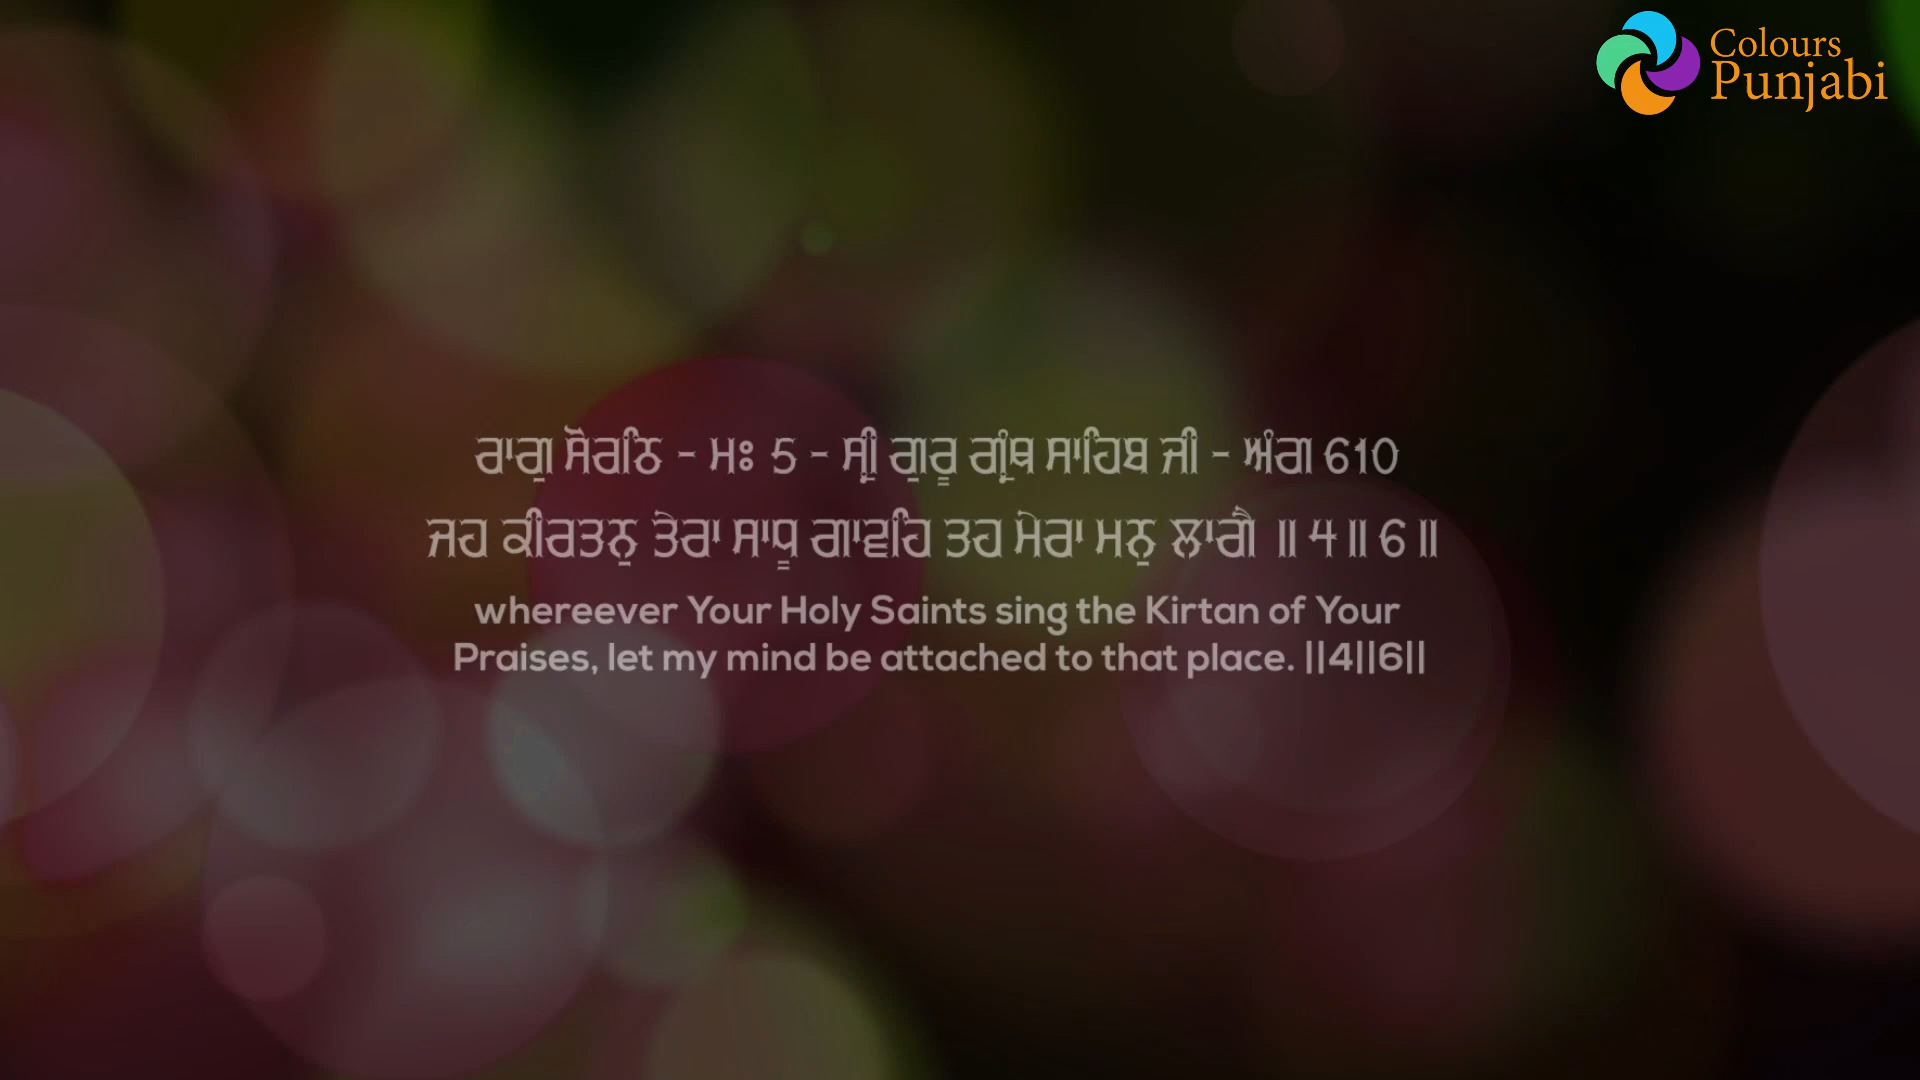 Colours
Punjabi
ਰਾਗੁ ਸੋਰਠਿ - ਮਃ 5 - ਸ੍ਰੀ ਗੁਰੂ ਗ੍ਰੰਥ ਸਾਹਿਬ ਜੀ - ਅੰਗ 610
ਜਹ ਕੀਰਤਨੁ ਤੇਰਾ ਸਾਧੂ ਗਾਵਹਿ ਤਹ ਮੇਰਾ ਮਨੁ ਲਾਗੈ ॥ 4 ॥ 6 ॥
whereever Your Holy Saints sing the Kirtan of Your
Praises, let my mind be attached to that place. ||4||6||